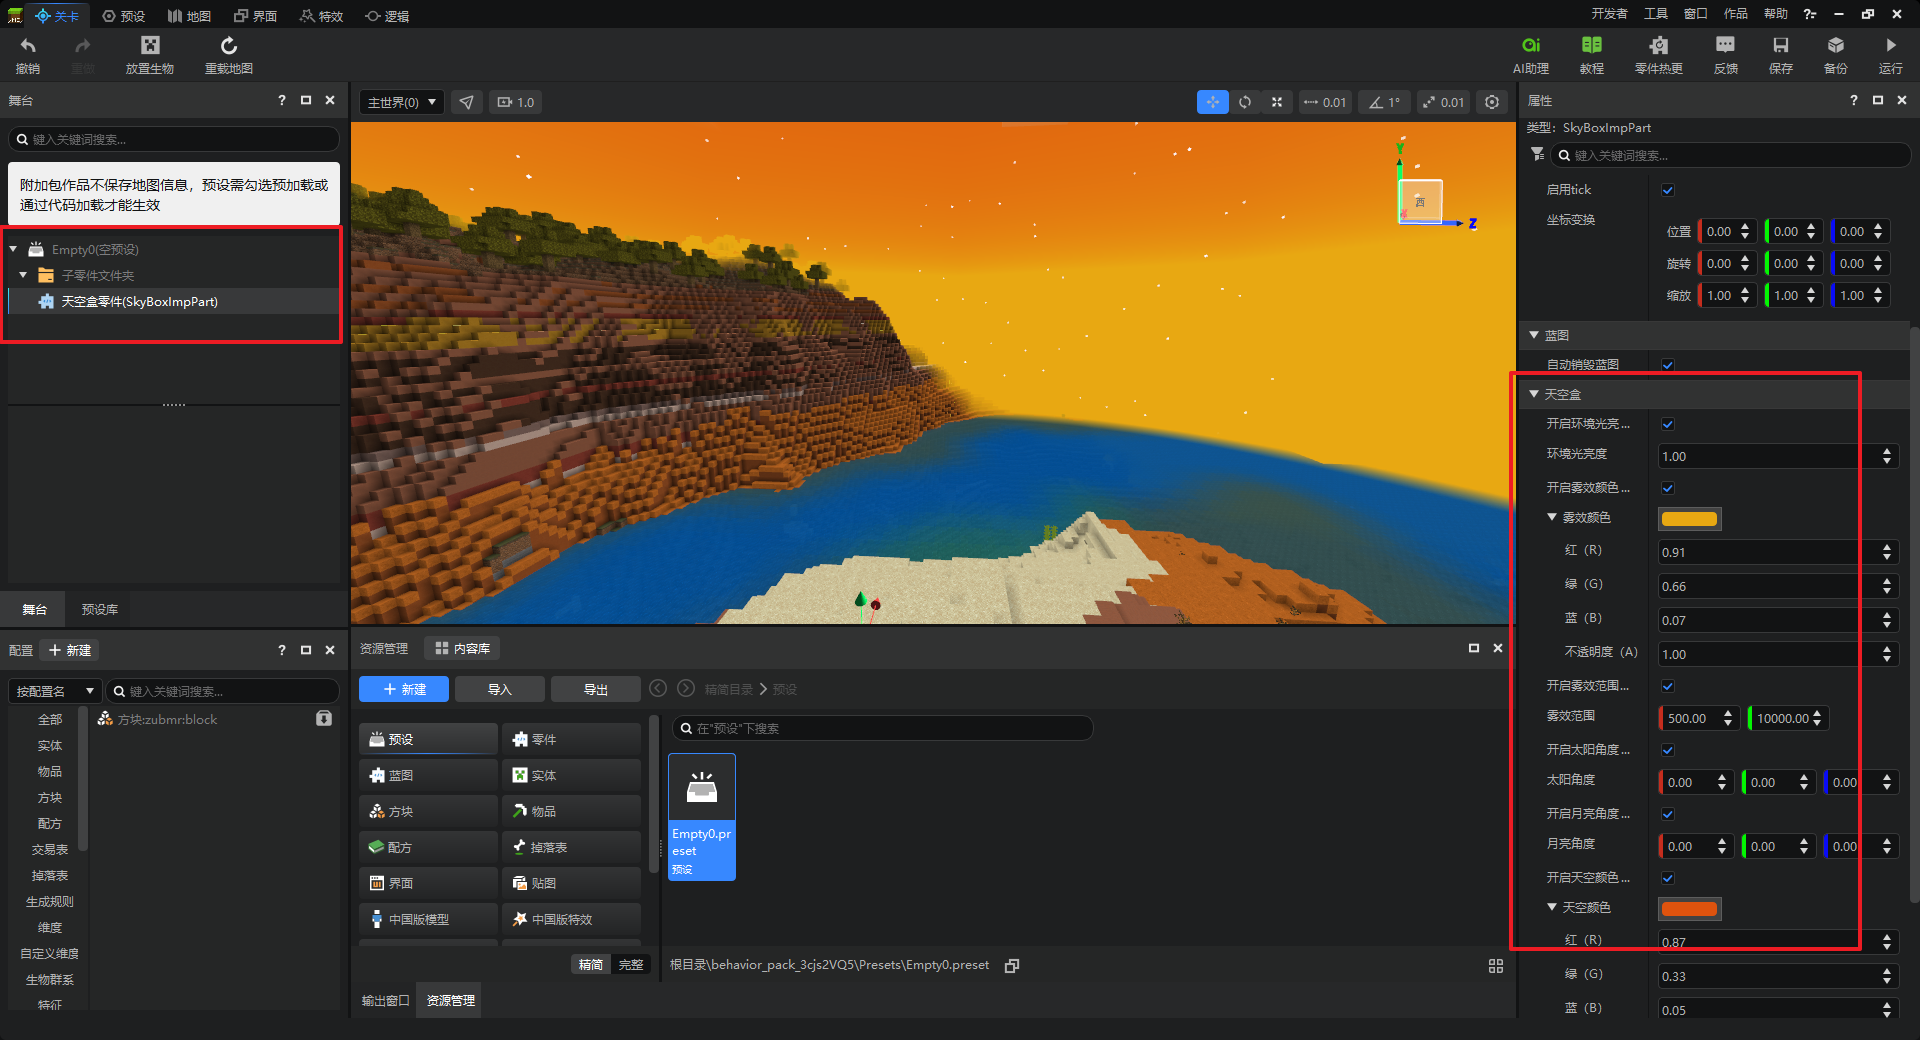 关卡
预设
地图
界面
特效
逻辑
开发者
工具
窗口
作品
帮助
撤销
重做
放置生物
重载地图
AI助理
教程
零件热更
反馈
保存
备份
运行
舞台
键入关键词搜索...
附加包作品不保存地图信息，预设需勾选预加载或
通过代码加载才能生效
Empty0(空预设)
子零件文件夹
天空盒零件(SkyBoxImpPart)
舞台
预设库
配置
新建
按配置名
键入关键词搜索...
全部
实体
物品
方块
配方
交易表
掉落表
生成规则
维度
自定义维度
生物群系
特征
方块:zubmr:block
主世界(0)
1.0
0.01
1°
0.01
Y
西
X
Z
资源管理
内容库
新建
导入
导出
精简目录
预设
在"预设"下搜索
预设
零件
蓝图
实体
方块
物品
配方
掉落表
界面
贴图
中国版模型
中国版特效
精简
完整
Empty0.pr
eset
预设
根目录\behavior_pack_3cjs2VQ5\Presets\Empty0.preset
输出窗口
资源管理
属性
类型: SkyBoxImpPart
键入关键词搜索...
启用tick
坐标变换
位置 0.00 0.00 0.00
旋转 0.00 0.00 0.00
缩放 1.00 1.00 1.00
蓝图
自动销毁蓝图
天空盒
开启环境光亮...
环境光亮度 1.00
开启雾效颜色...
雾效颜色
红（R） 0.91
绿（G） 0.66
蓝（B） 0.07
不透明度（A） 1.00
开启雾效范围...
雾效范围 500.00 10000.00
开启太阳角度...
太阳角度 0.00 0.00 0.00
开启月亮角度...
月亮角度 0.00 0.00 0.00
开启天空颜色...
天空颜色
红（R） 0.87
绿（G） 0.33
蓝（B） 0.05